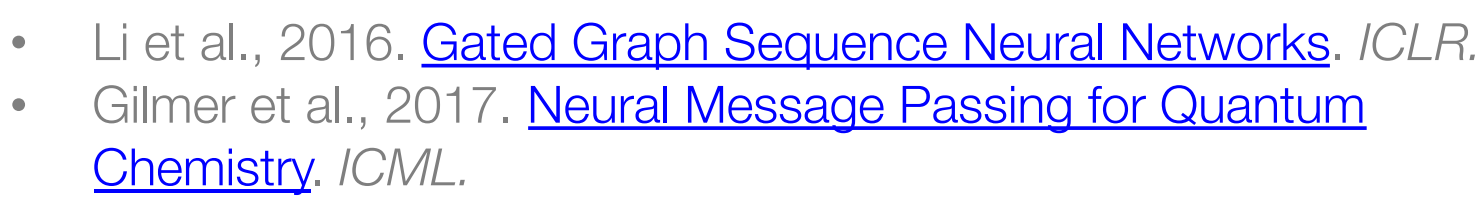 • Li et al., 2016. Gated Graph Sequence Neural Networks. ICLR.
• Gilmer et al., 2017. Neural Message Passing for Quantum
Chemistry. ICML.